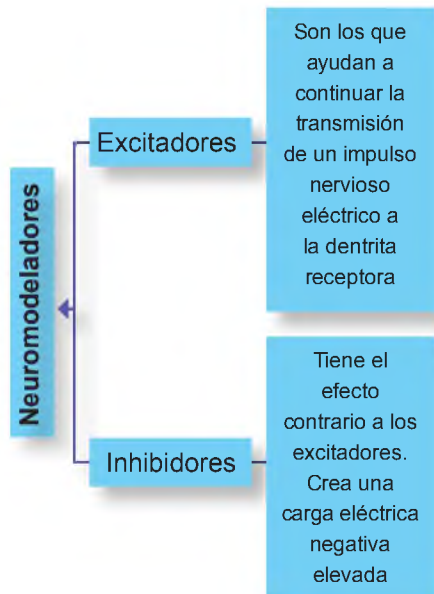 Neuromodeladores
Excitadores
Son los que
ayudan a
continuar la
transmisión
de un impulso
nervioso
eléctrico a
la dentrita
receptora
Inhibidores
Tiene el
efecto
contrario a los
excitadores.
Crea una
carga eléctrica
negativa
elevada